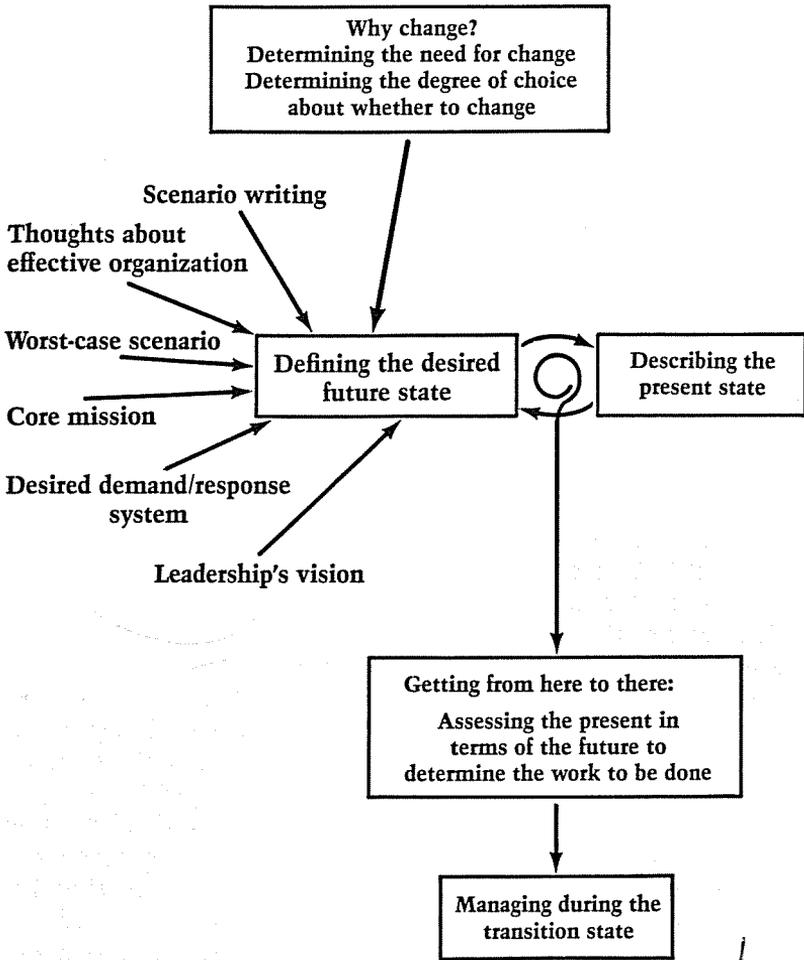 Why change?
Determining the need for change
Determining the degree of choice
about whether to change
Scenario writing
Thoughts about
effective organization
Worst-case scenario
Core mission
Desired demand/response
system
Leadership's vision
Defining the desired
future state
Describing the
present state
Getting from here to there:
Assessing the present in
terms of the future to
determine the work to be done
Managing during the
transition state